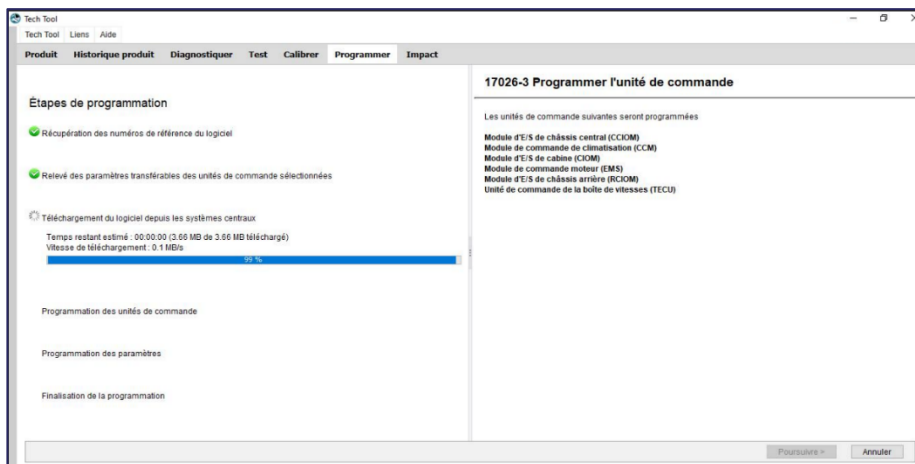 Tech Tool
Tech Tool Liens Aide
Produit Historique produit Diagnostiquer Test Calibrer Programmer Impact
Étapes de programmation
Récupération des numéros de référence du logiciel
Relevé des paramètres transférables des unités de commande sélectionnées
Téléchargement du logiciel depuis les systèmes centraux
Temps restant estimé : 00:00:00 (3.66 MB de 3.66 MB téléchargé)
Vitesse de téléchargement : 0.1 MB/s
99 %
Programmation des unités de commande
Programmation des paramètres
Finalisation de la programmation
17026-3 Programmer l'unité de commande
Les unités de commande suivantes seront programmées
Module d'E/S de châssis central (CCIOM)
Module de commande de climatisation (CCM)
Module d'E/S de cabine (CIOM)
Module de commande moteur (EMS)
Module d'E/S de châssis arrière (RCIOM)
Unité de commande de la boîte de vitesses (TECU)
Poursuivre > Annuler